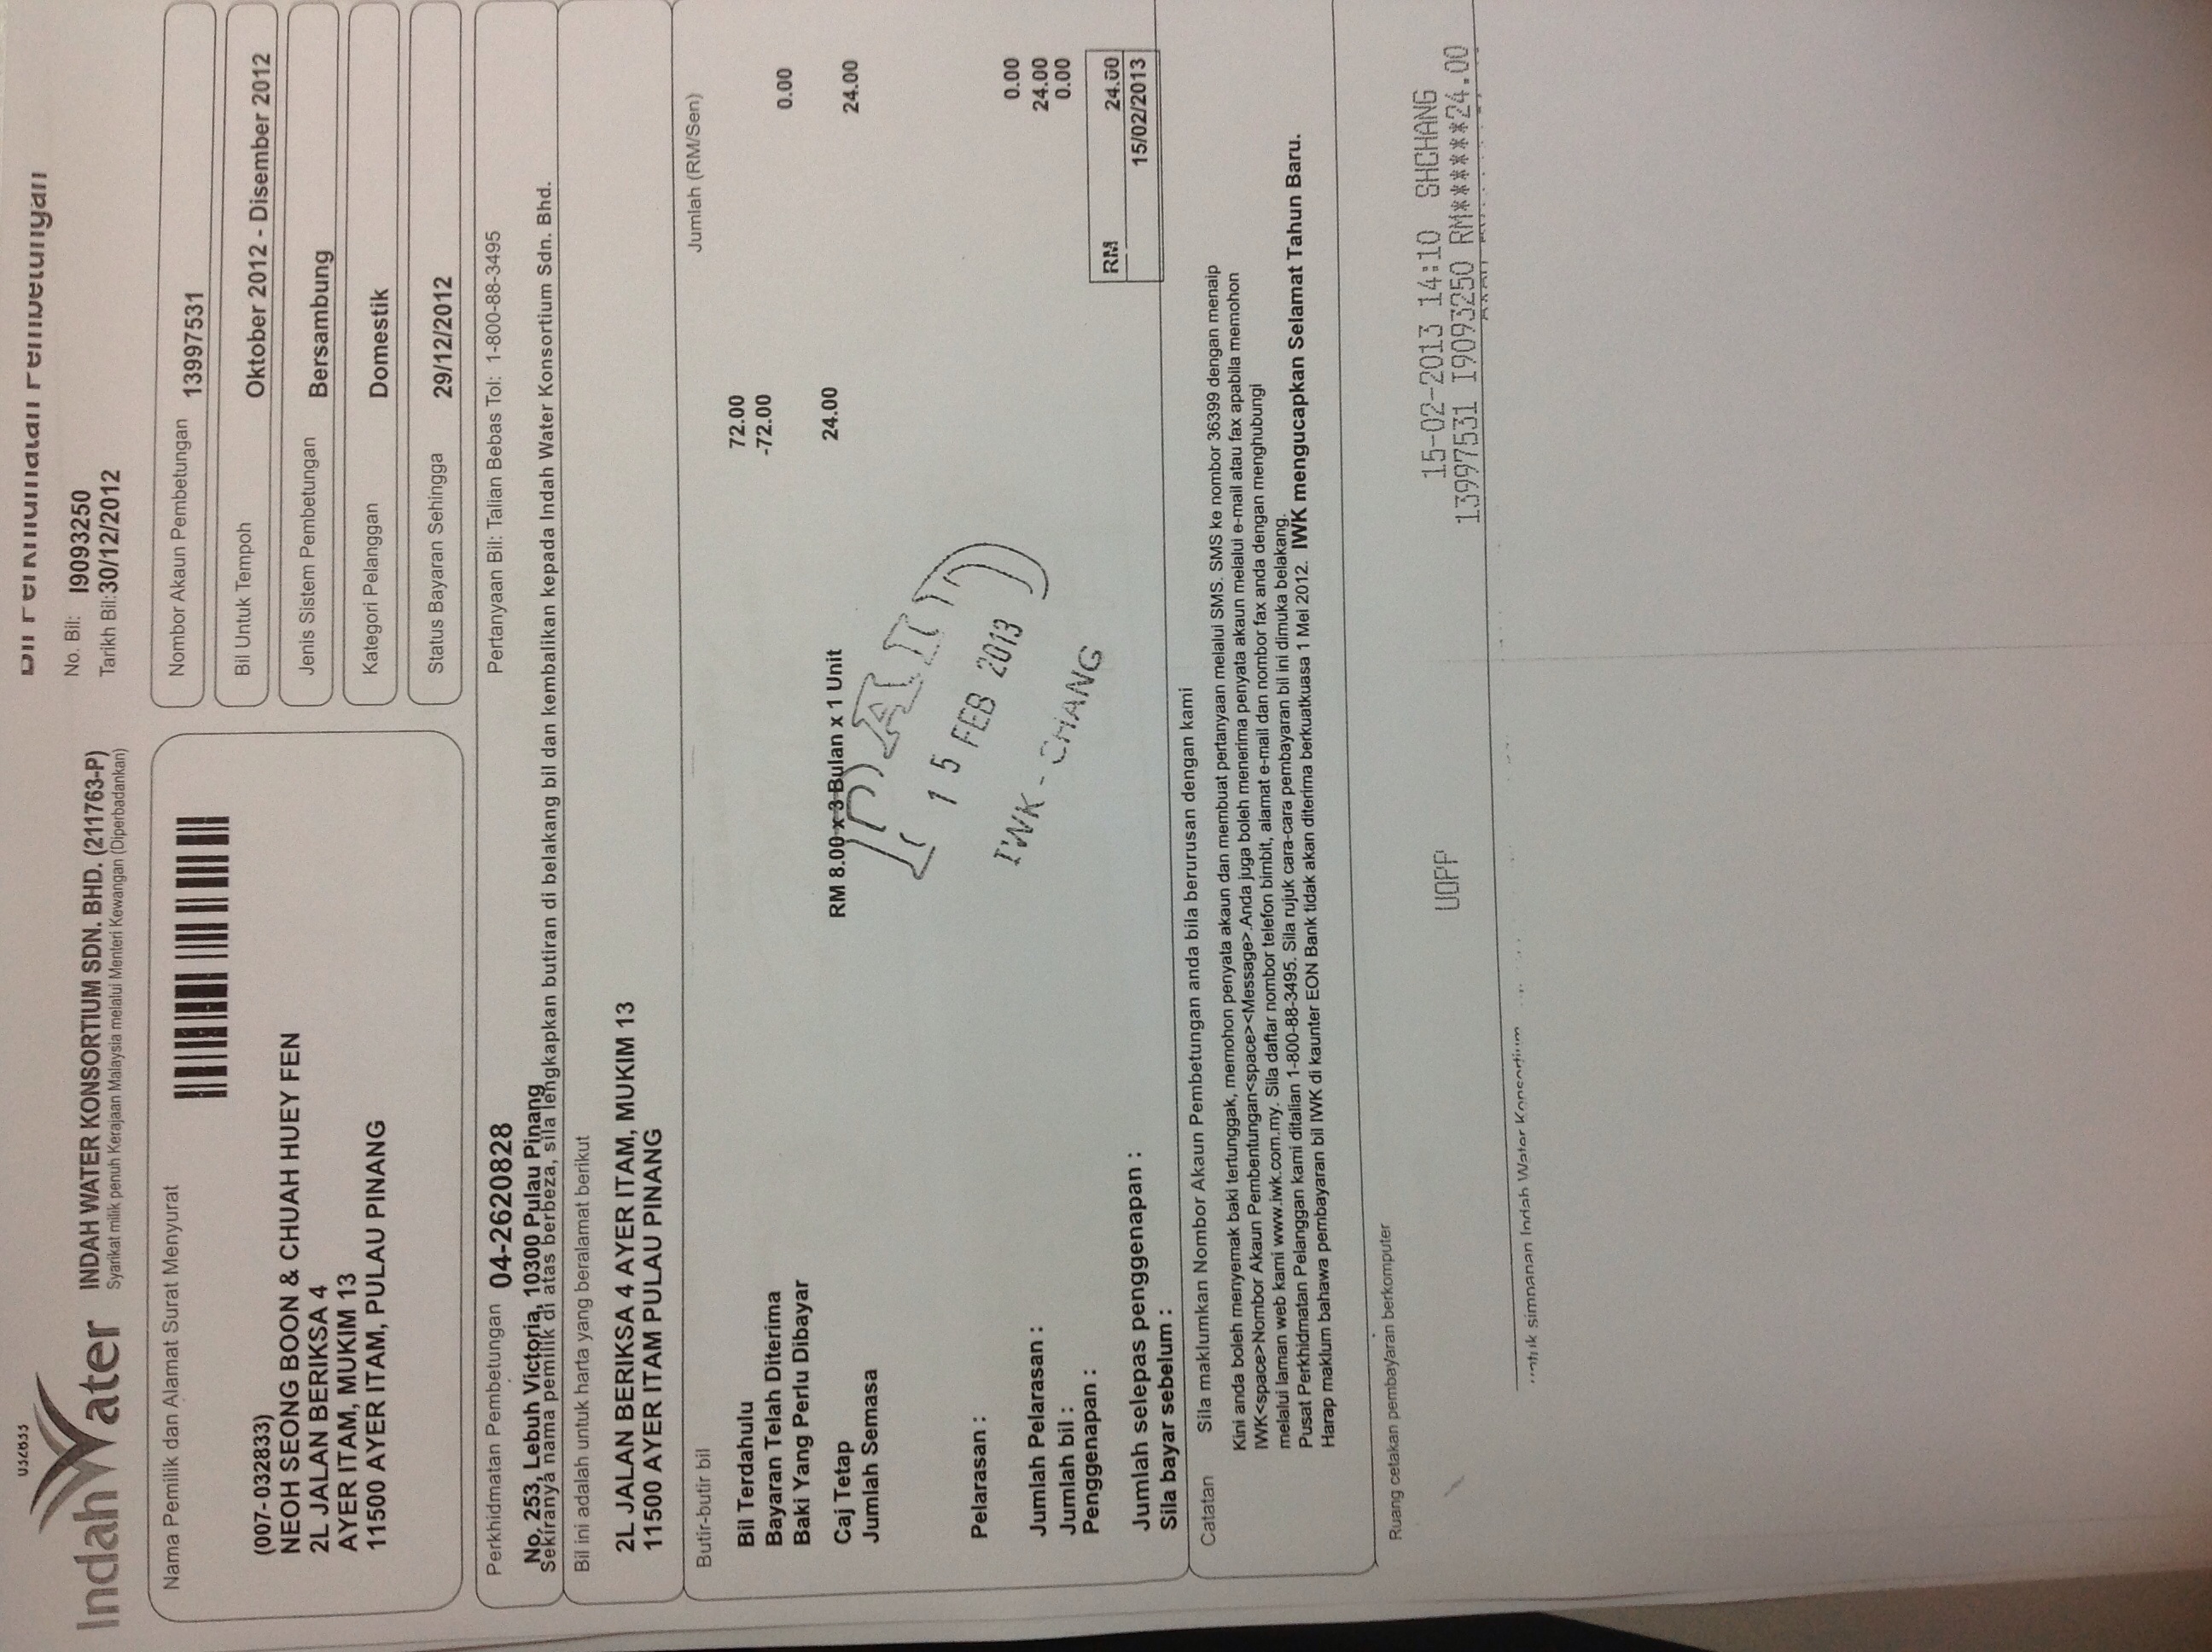 032833
IndahWater
INDAH WATER KONSORTIUM SDN. BHD. (211763-P)
Syarikat milik penuh Kerajaan Malaysia melalui Menteri Kewangan (Diperbadankan)
Bil Perkhidmatan Pembetungan
No. Bil: I9093250
Tarikh Bil:30/12/2012
Nama Pemilik dan Alamat Surat Menyurat
(007-032833)
NEOH SEONG BOON & CHUAH HUEY FEN
2L JALAN BERIKSA 4
AYER ITAM, MUKIM 13
11500 AYER ITAM, PULAU PINANG
Nombor Akaun Pembetungan 13997531
Bil Untuk Tempoh Oktober 2012 - Disember 2012
Jenis Sistem Pembetungan Bersambung
Kategori Pelanggan Domestik
Status Bayaran Sehingga 29/12/2012
Perkhidmatan Pembetungan 04-2620828 Pertanyaan Bil: Talian Bebas Tol: 1-800-88-3495
No, 253, Lebuh Victoria, 10300 Pulau Pinang
Sekiranya nama pemilik di atas berbeza, sila lengkapkan butiran di belakang bil dan kembalikan kepada Indah Water Konsortium Sdn. Bhd.
Bil ini adalah untuk harta yang beralamat berikut
2L JALAN BERIKSA 4 AYER ITAM, MUKIM 13
11500 AYER ITAM PULAU PINANG
Butir-butir bil Jumlah (RM/Sen)
Bil Terdahulu 72.00
Bayaran Telah Diterima -72.00
Baki Yang Perlu Dibayar 0.00
Caj Tetap RM 8.00 x 3 Bulan x 1 Unit 24.00
Jumlah Semasa 24.00
PAID
15 FEB 2013
IWK - CHANG
Pelarasan :
Jumlah Pelarasan : 0.00
Jumlah bil : 24.00
Penggenapan : 0.00
Jumlah selepas penggenapan : RM 24.00
Sila bayar sebelum : 15/02/2013
Catatan Sila maklumkan Nombor Akaun Pembetungan anda bila berurusan dengan kami
Kini anda boleh menyemak baki tertunggak, memohon penyata akaun dan membuat pertanyaan melalui SMS. SMS ke nombor 36399 dengan menaip
IWK<space>Nombor Akaun Pembentungan<space><Message>.Anda juga boleh menerima penyata akaun melalui e-mail atau fax apabila memohon
melalui laman web kami www.iwk.com.my. Sila daftar nombor telefon bimbit, alamat e-mail dan nombor fax anda dengan menghubungi
Pusat Perkhidmatan Pelanggan kami ditalian 1-800-88-3495. Sila rujuk cara-cara pembayaran bil ini dimuka belakang.
Harap maklum bahawa pembayaran bil IWK di kaunter EON Bank tidak akan diterima berkuatkuasa 1 Mei 2012. IWK mengucapkan Selamat Tahun Baru.
Ruang cetakan pembayaran berkomputer
UOPP 15-02-2013 14:10 SHCHANG
13997531 I9093250 RM******24.00
untuk simpanan Indah Water Konsortium